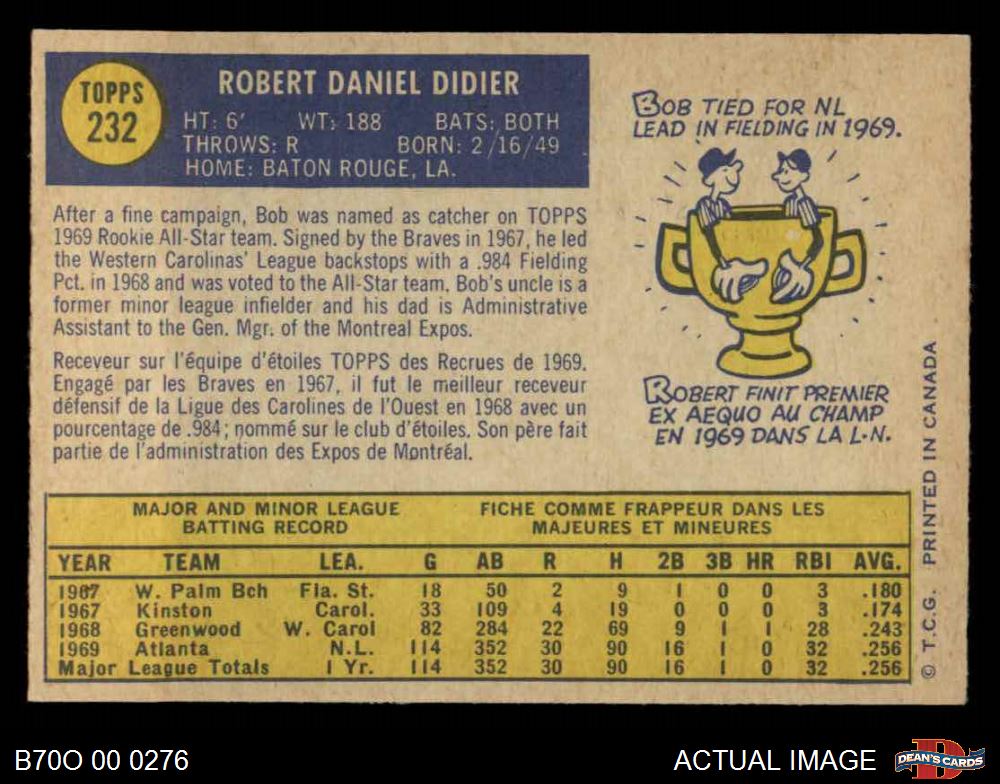 TOPPS
232
ROBERT DANIEL DIDIER
HT: 6' WT: 188 BATS: BOTH
THROWS: R BORN: 2/16/49
HOME: BATON ROUGE, LA.
After a fine campaign, Bob was named as catcher on TOPPS
1969 Rookie All-Star team. Signed by the Braves in 1967, he led
the Western Carolinas' League backstops with a .984 Fielding
Pct. in 1968 and was voted to the All-Star team. Bob's uncle is a
former minor league infielder and his dad is Administrative
Assistant to the Gen. Mgr. of the Montreal Expos.
Receveur sur l'équipe d'étoiles TOPPS des Recrues de 1969.
Engagé par les Braves en 1967, il fut le meilleur receveur
défensif de la Ligue des Carolines de l'Ouest en 1968 avec un
pourcentage de .984; nommé sur le club d'étoiles. Son père fait
partie de l'administration des Expos de Montréal.
BOB TIED FOR NL
LEAD IN FIELDING IN 1969.
ROBERT FINIT PREMIER
EX AEQUO AU CHAMP
EN 1969 DANS LA L-N.
MAJOR AND MINOR LEAGUE
BATTING RECORD
FICHE COMME FRAPPEUR DANS LES
MAJEURES ET MINEURES
YEAR TEAM LEA. G AB R H 2B 3B HR RBI AVG.
1967 W. Palm Bch Fla. St. 18 50 2 9 1 0 0 3 .180
1967 Kinston Carol. 33 109 4 19 0 0 0 3 .174
1968 Greenwood W. Carol 82 284 22 69 9 1 1 28 .243
1969 Atlanta N.L. 114 352 30 90 16 1 0 32 .256
Major League Totals 1 Yr. 114 352 30 90 16 1 0 32 .256
© T.C.G. PRINTED IN CANADA
B70O 00 0276
ACTUAL IMAGE
DEAN'S CARDS